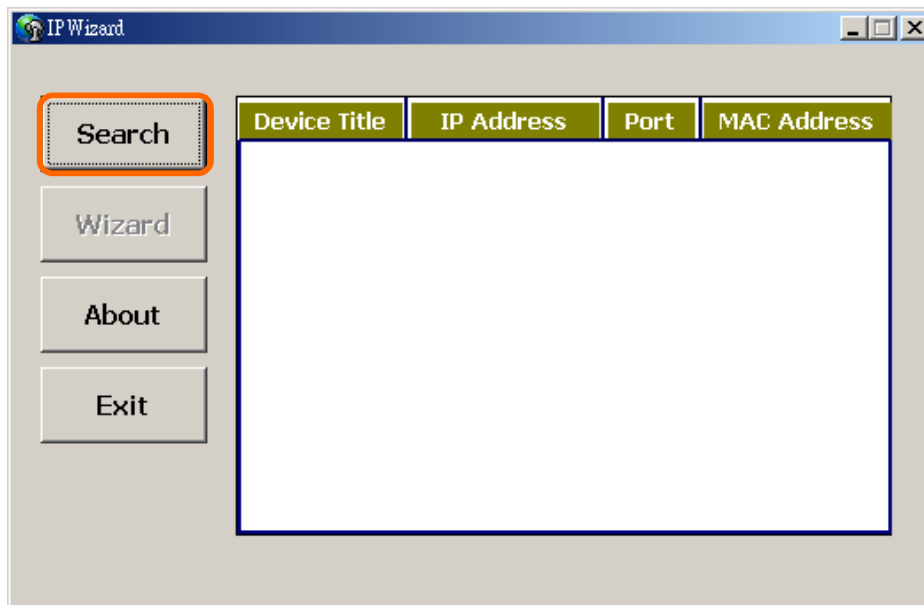 IP Wizard
Search
Wizard
About
Exit
Device Title IP Address Port MAC Address